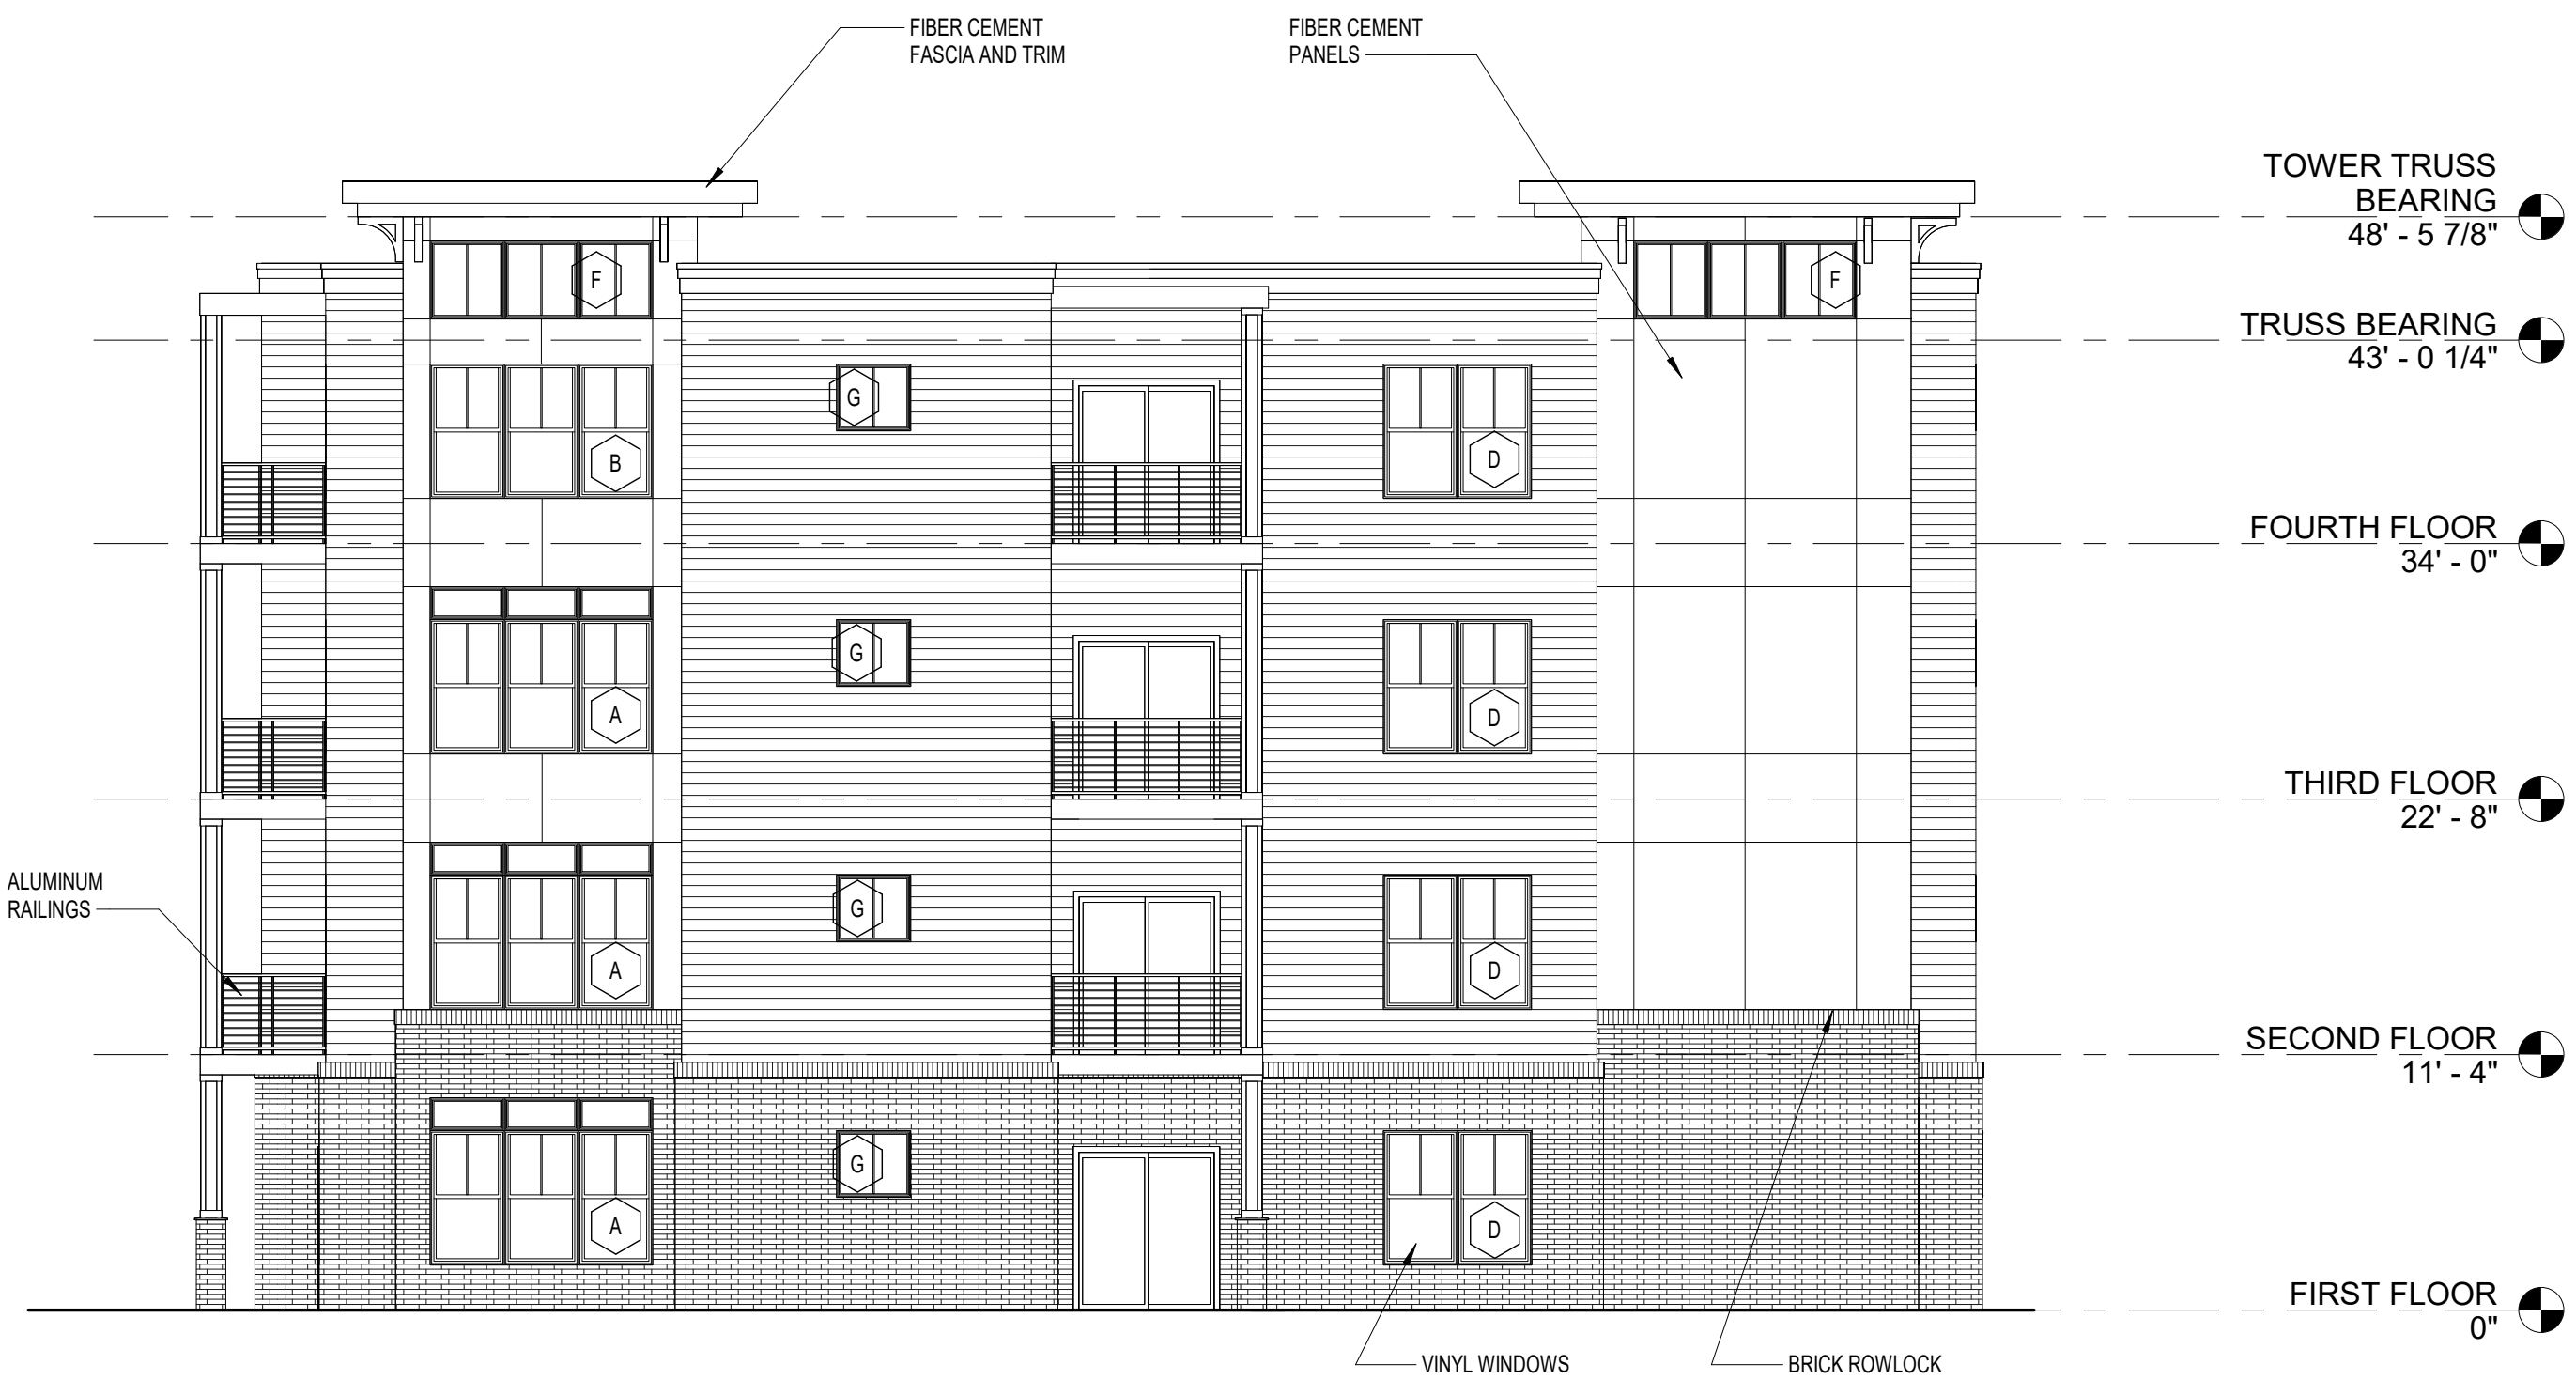 FIBER CEMENT
FASCIA AND TRIM
FIBER CEMENT
PANELS
TOWER TRUSS
BEARING
48' - 5 7/8"
F
F
TRUSS BEARING
43' - 0 1/4"
G
B
D
FOURTH FLOOR
34' - 0"
G
A
D
THIRD FLOOR
22' - 8"
ALUMINUM
RAILINGS
G
A
D
SECOND FLOOR
11' - 4"
G
A
D
FIRST FLOOR
0"
VINYL WINDOWS
BRICK ROWLOCK